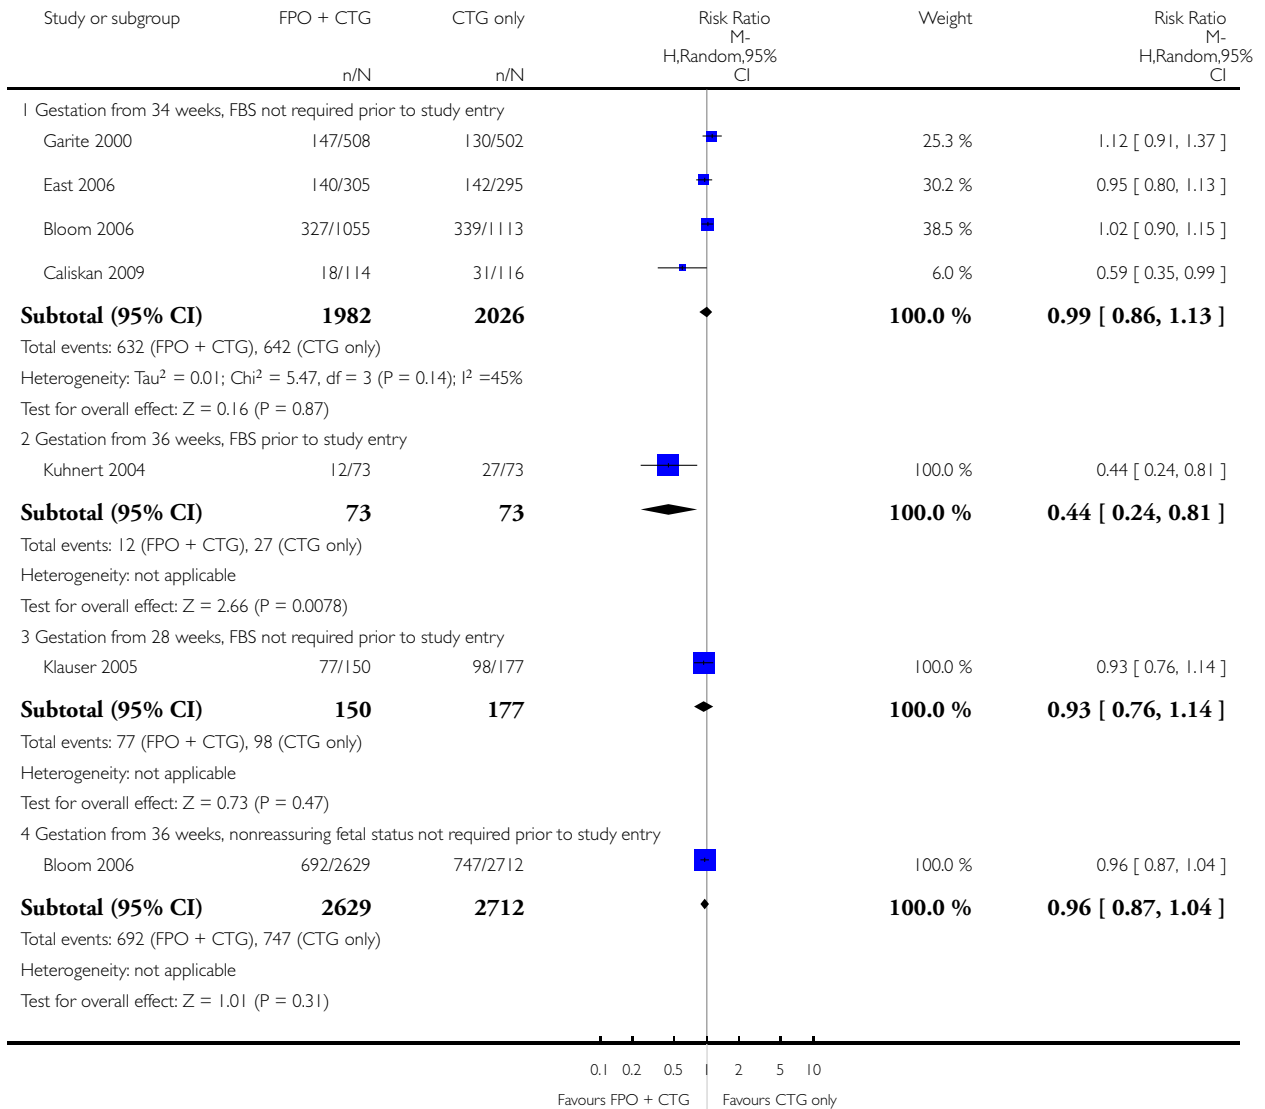 Study or subgroup FPO + CTG CTG only Risk Ratio Weight Risk Ratio
M- M-
H,Random,95% H,Random,95%
n/N n/N CI CI
1 Gestation from 34 weeks, FBS not required prior to study entry
Garite 2000 147/508 130/502 25.3 % 1.12 [ 0.91, 1.37 ]
East 2006 140/305 142/295 30.2 % 0.95 [ 0.80, 1.13 ]
Bloom 2006 327/1055 339/1113 38.5 % 1.02 [ 0.90, 1.15 ]
Caliskan 2009 18/114 31/116 6.0 % 0.59 [ 0.35, 0.99 ]
Subtotal (95% CI) 1982 2026 100.0 % 0.99 [ 0.86, 1.13 ]
Total events: 632 (FPO + CTG), 642 (CTG only)
Heterogeneity: Tau² = 0.01; Chi² = 5.47, df = 3 (P = 0.14); I² =45%
Test for overall effect: Z = 0.16 (P = 0.87)
2 Gestation from 36 weeks, FBS prior to study entry
Kuhnert 2004 12/73 27/73 100.0 % 0.44 [ 0.24, 0.81 ]
Subtotal (95% CI) 73 73 100.0 % 0.44 [ 0.24, 0.81 ]
Total events: 12 (FPO + CTG), 27 (CTG only)
Heterogeneity: not applicable
Test for overall effect: Z = 2.66 (P = 0.0078)
3 Gestation from 28 weeks, FBS not required prior to study entry
Klauser 2005 77/150 98/177 100.0 % 0.93 [ 0.76, 1.14 ]
Subtotal (95% CI) 150 177 100.0 % 0.93 [ 0.76, 1.14 ]
Total events: 77 (FPO + CTG), 98 (CTG only)
Heterogeneity: not applicable
Test for overall effect: Z = 0.73 (P = 0.47)
4 Gestation from 36 weeks, nonreassuring fetal status not required prior to study entry
Bloom 2006 692/2629 747/2712 100.0 % 0.96 [ 0.87, 1.04 ]
Subtotal (95% CI) 2629 2712 100.0 % 0.96 [ 0.87, 1.04 ]
Total events: 692 (FPO + CTG), 747 (CTG only)
Heterogeneity: not applicable
Test for overall effect: Z = 1.01 (P = 0.31)
0.1 0.2 0.5 1 2 5 10
Favours FPO + CTG Favours CTG only